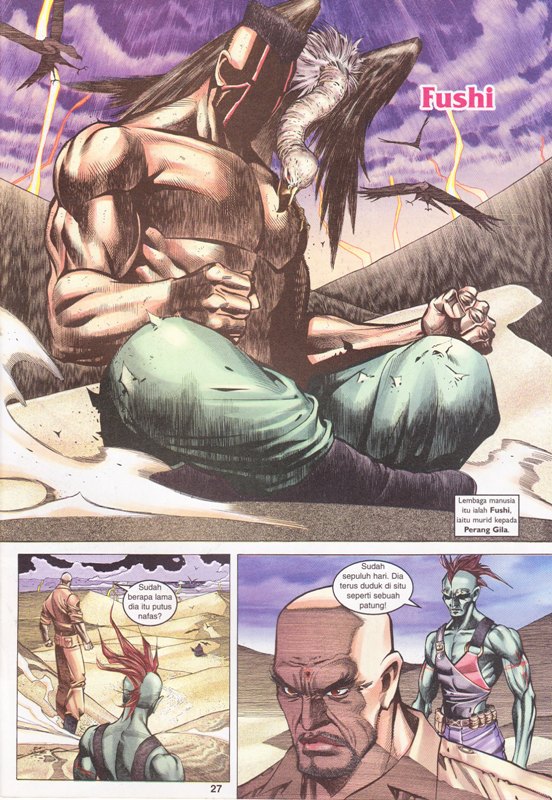 Fushi
Lembaga manusia
itu ialah Fushi,
iaitu murid kepada
Perang Gila.
Sudah
berapa lama
dia itu putus
nafas?
Sudah
sepuluh hari. Dia
terus duduk di situ
seperti sebuah
patung!
27